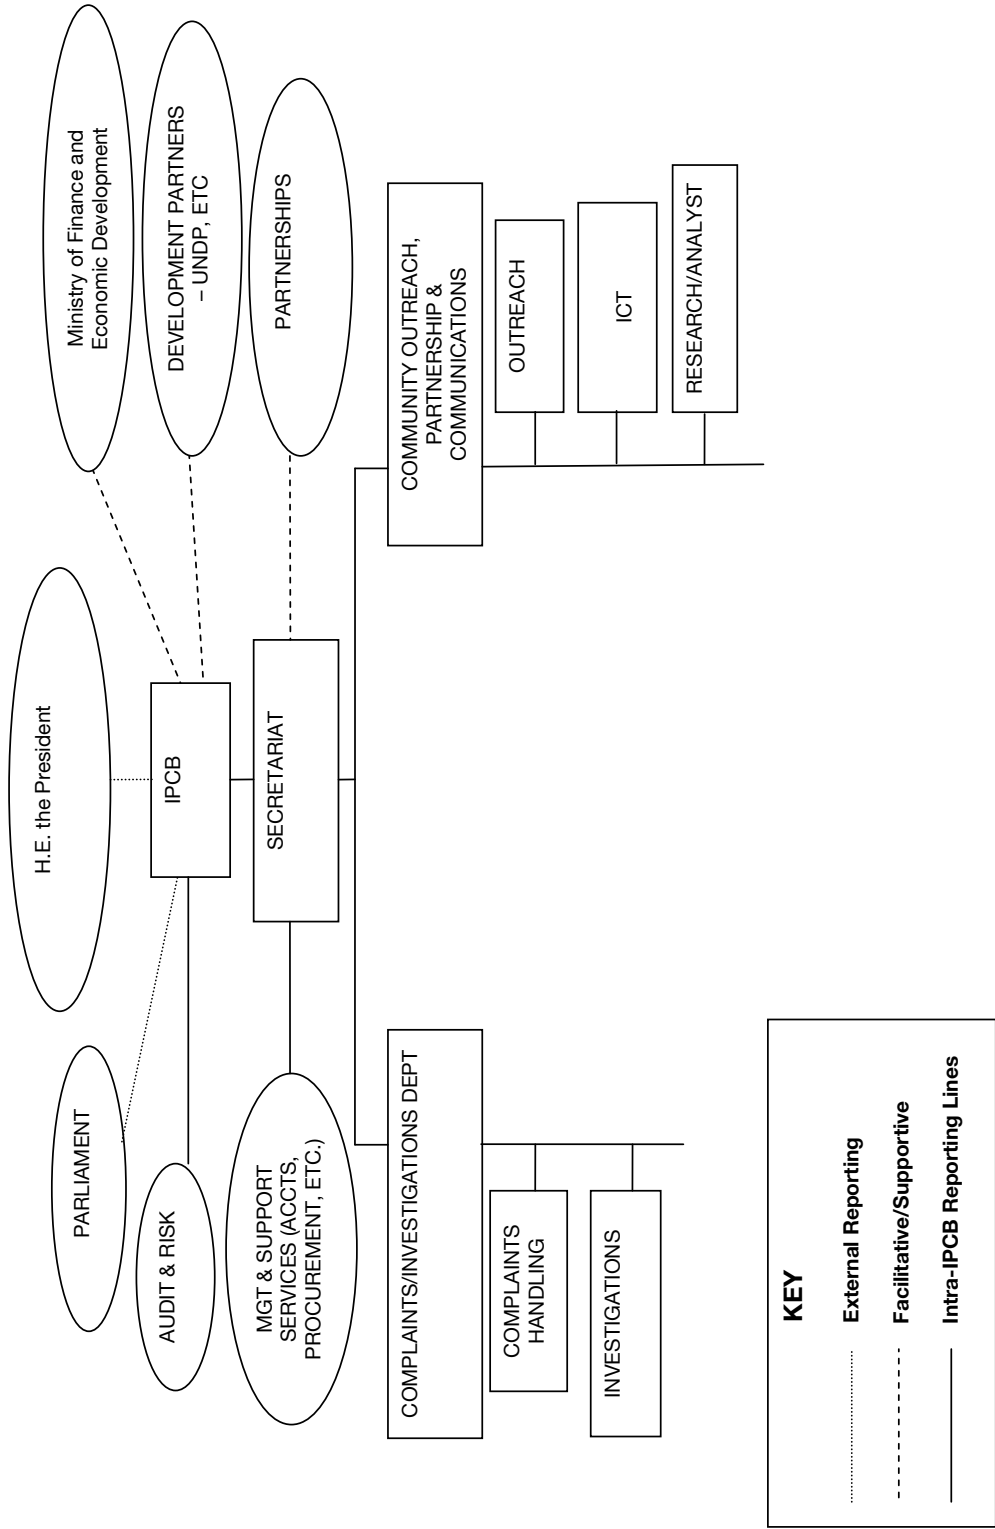 H.E. the President
PARLIAMENT
Ministry of Finance and
Economic Development
IPCB
AUDIT & RISK
DEVELOPMENT PARTNERS
– UNDP, ETC
SECRETARIAT
MGT & SUPPORT
SERVICES (ACCTS,
PROCUREMENT, ETC.)
PARTNERSHIPS
COMPLAINTS/INVESTIGATIONS DEPT
COMPLAINTS
HANDLING
INVESTIGATIONS
COMMUNITY OUTREACH,
PARTNERSHIP &
COMMUNICATIONS
OUTREACH
ICT
RESEARCH/ANALYST
KEY
External Reporting
Facilitative/Supportive
Intra-IPCB Reporting Lines